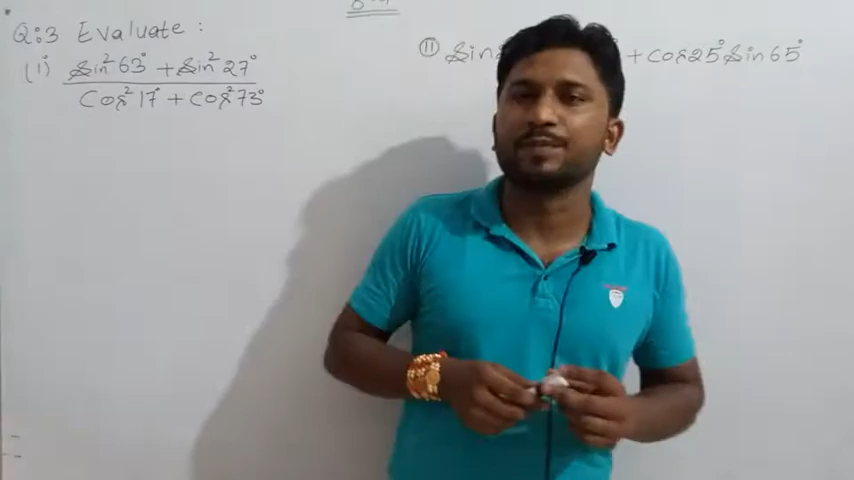 Q:3 Evaluate :
(i) Sin²63° + Sin²27°
Cos²17° + Cos²73°
(ii) Sin + Cos25° Sin65°